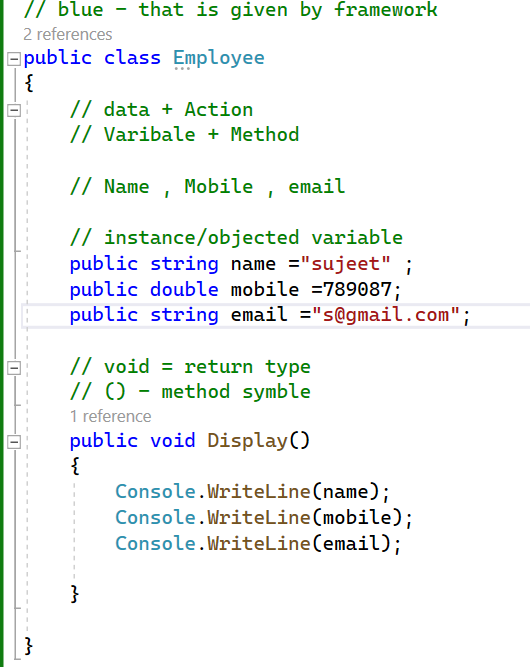 // blue - that is given by framework
2 references
public class Employee
{
// data + Action
// Varibale + Method
// Name , Mobile , email
// instance/objected variable
public string name ="sujeet" ;
public double mobile =789087;
public string email ="s@gmail.com";
// void = return type
// () - method symble
1 reference
public void Display()
{
Console.WriteLine(name);
Console.WriteLine(mobile);
Console.WriteLine(email);
}
}